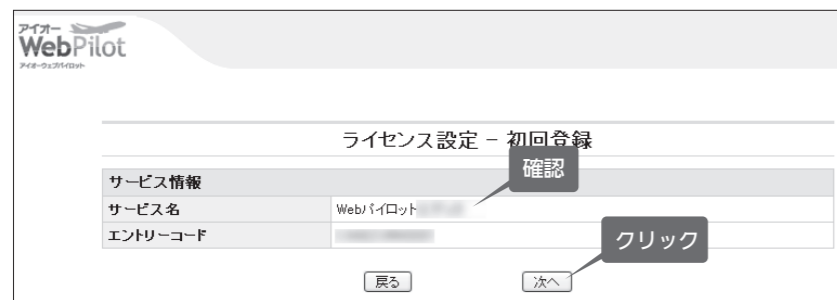 アイオー
WebPilot
アイオーウェブパイロット
ライセンス設定 － 初回登録
確認
サービス情報
サービス名 Webパイロット
エントリーコード
クリック
戻る 次へ